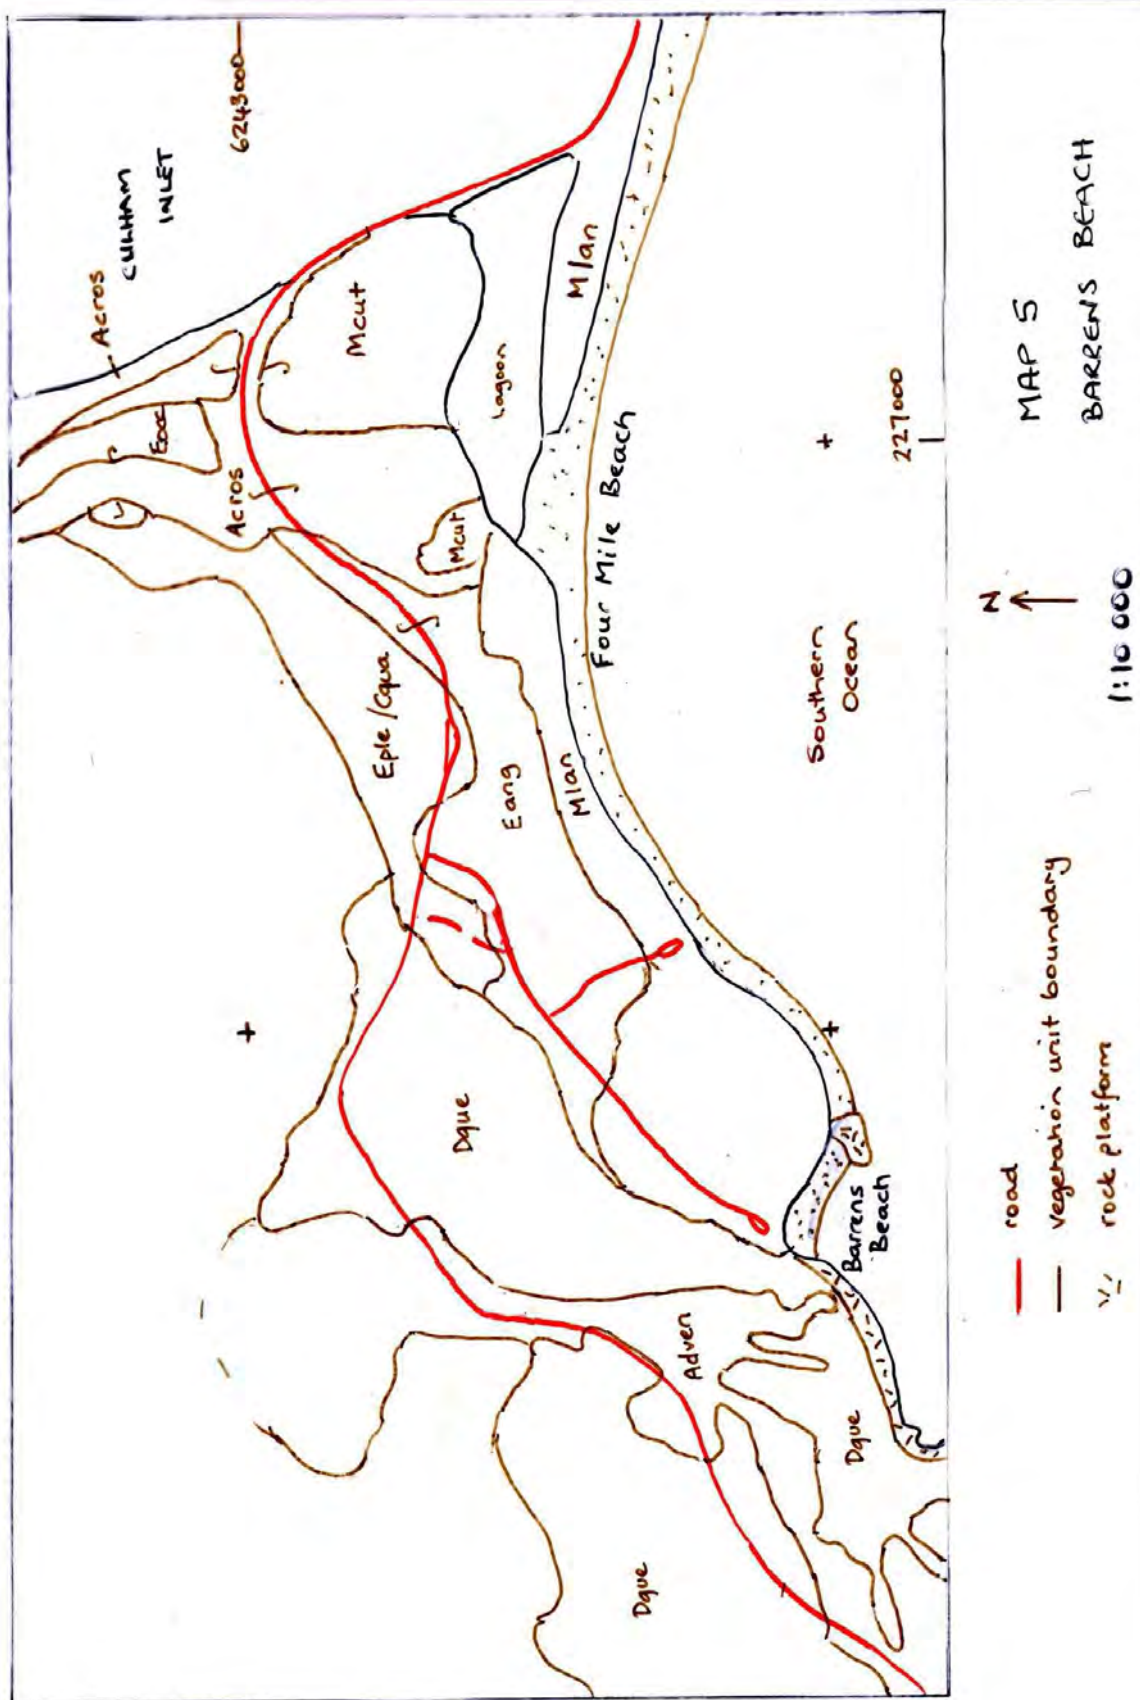 CULHAM
INLET
6243000
Acros
Eocc
Acros
Mcut
Mcut
Lagoon
Mlan
Eple/Cqua
Eang
Mlan
Four Mile Beach
Dque
Adven
Dque
Dque
Barrens
Beach
Southern
Ocean
227000
road
vegetation unit boundary
rock platform
N
1:10 000
MAP 5
BARRENS BEACH